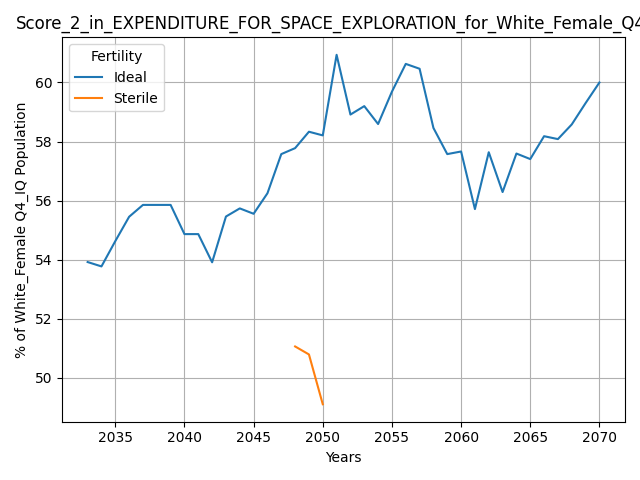 Score_2_in_EXPENDITURE_FOR_SPACE_EXPLORATION_for_White_Female_Q4
Fertility
Ideal
Sterile
% of White_Female Q4_IQ Population
60
58
56
54
52
50
2035 2040 2045 2050 2055 2060 2065 2070
Years